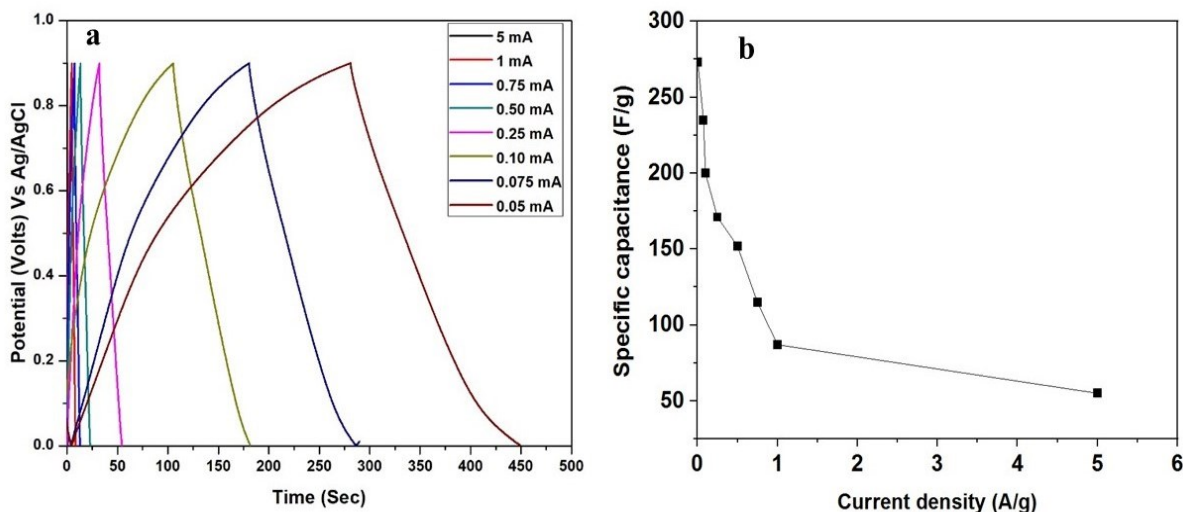 a
5 mA
1 mA
0.75 mA
0.50 mA
0.25 mA
0.10 mA
0.075 mA
0.05 mA
1.0
0.8
0.6
0.4
0.2
0.0
Potential (Volts) Vs Ag/AgCl
0 50 100 150 200 250 300 350 400 450 500
Time (Sec)
b
300
250
200
150
100
50
Specific capacitance (F/g)
0 1 2 3 4 5 6
Current density (A/g)